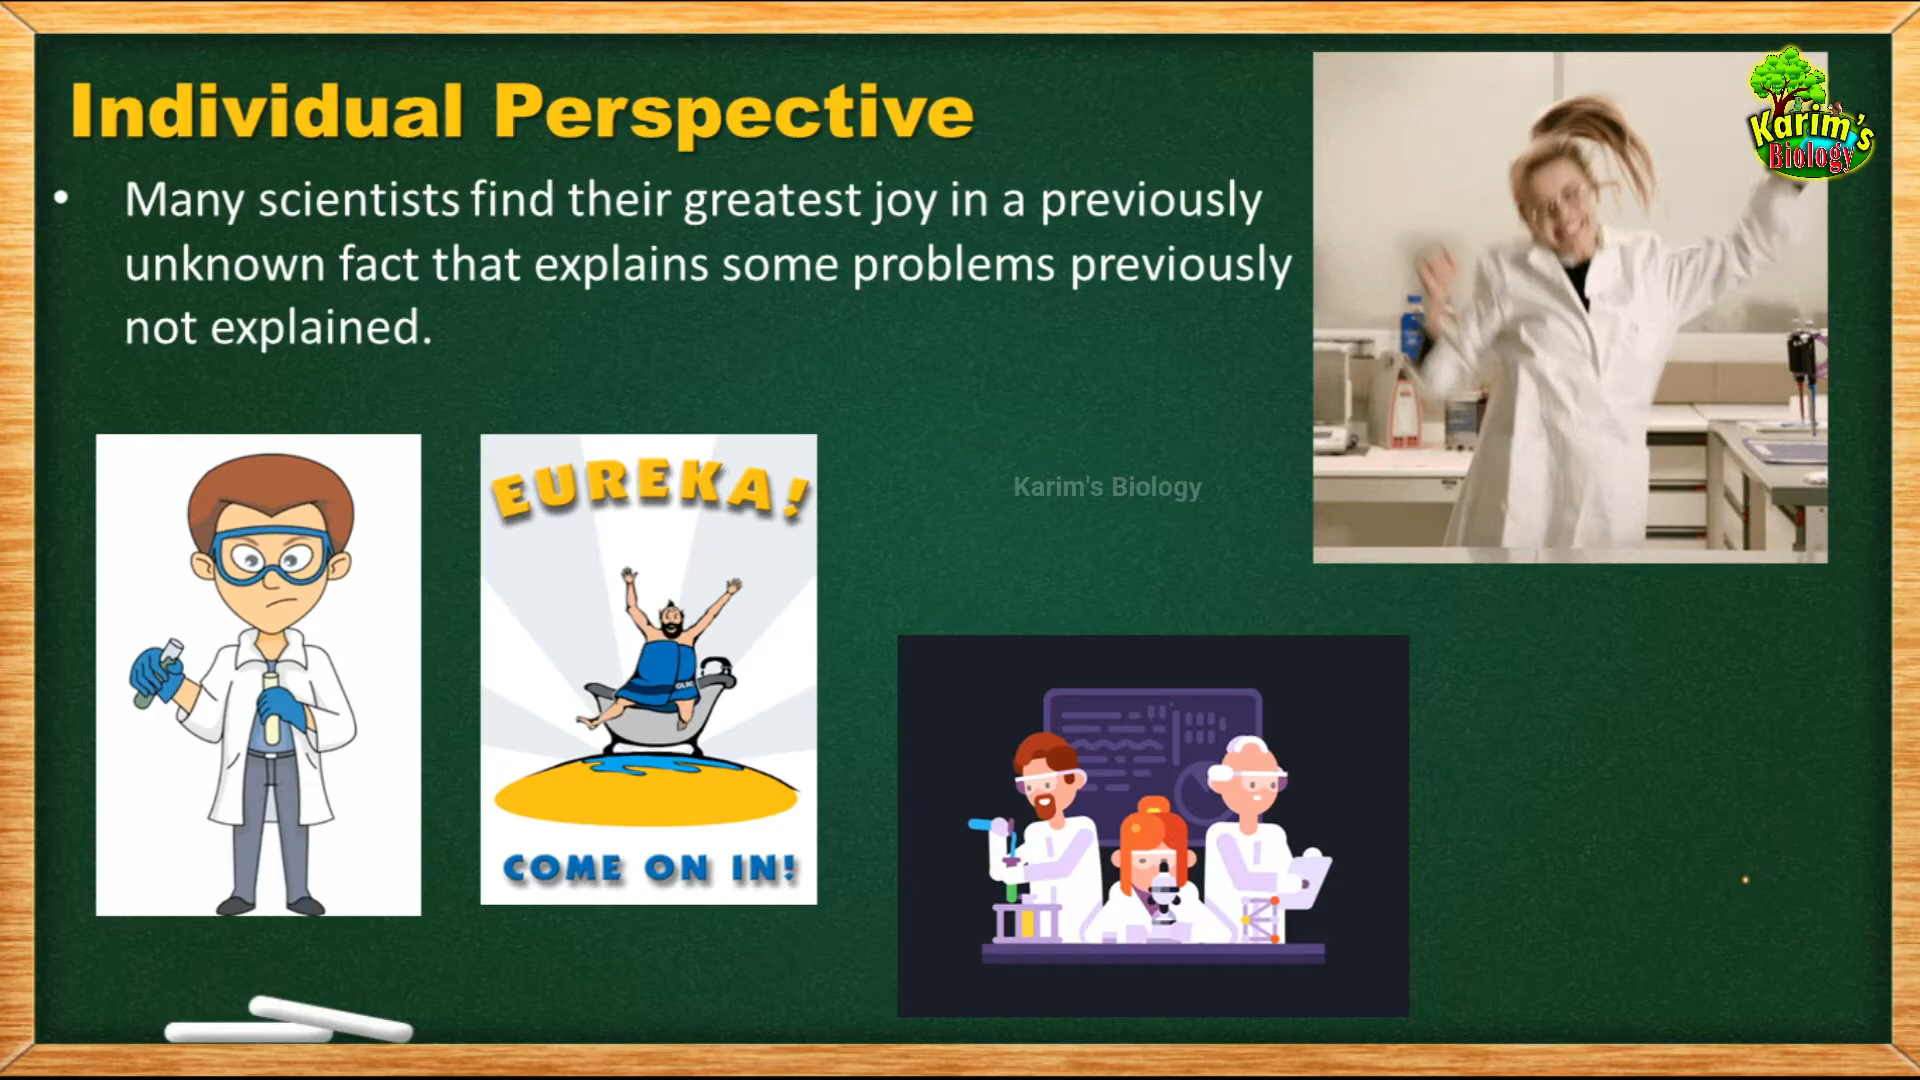 Individual Perspective
• Many scientists find their greatest joy in a previously
unknown fact that explains some problems previously
not explained.
Karim's
Biology
EUREKA!
COME ON IN!
Karim's Biology